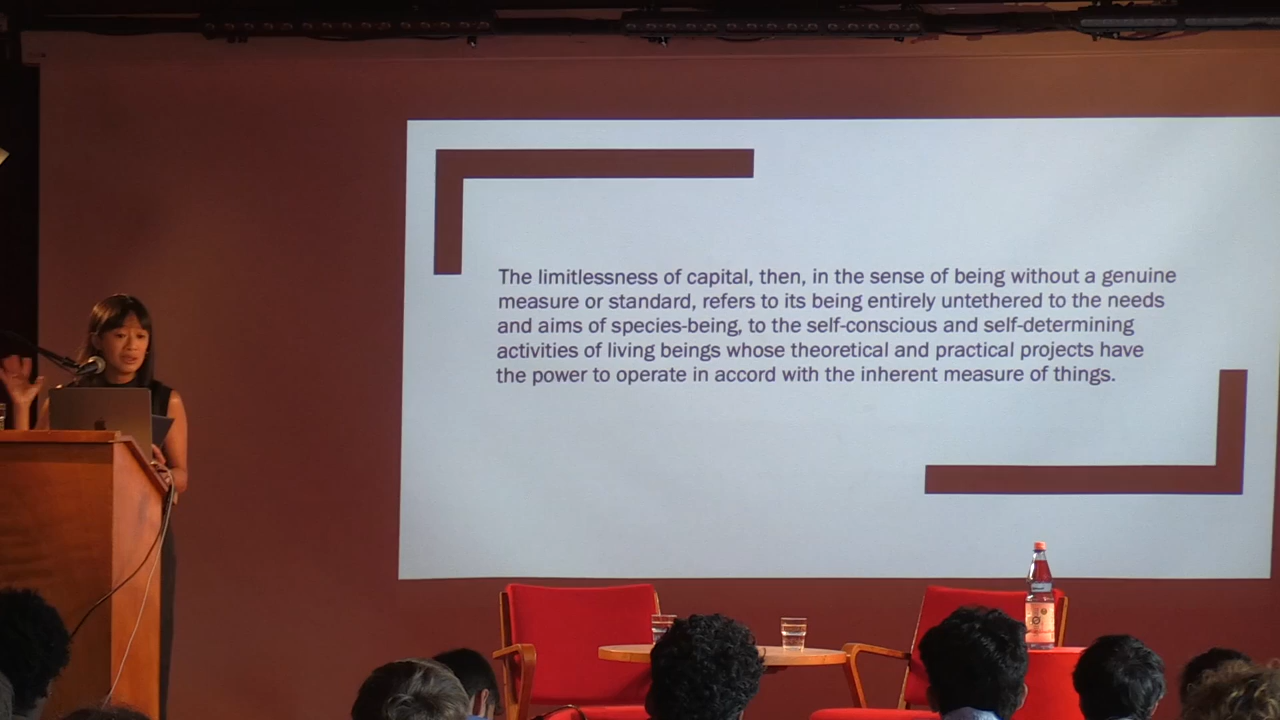 The limitlessness of capital, then, in the sense of being without a genuine
measure or standard, refers to its being entirely untethered to the needs
and aims of species-being, to the self-conscious and self-determining
activities of living beings whose theoretical and practical projects have
the power to operate in accord with the inherent measure of things.